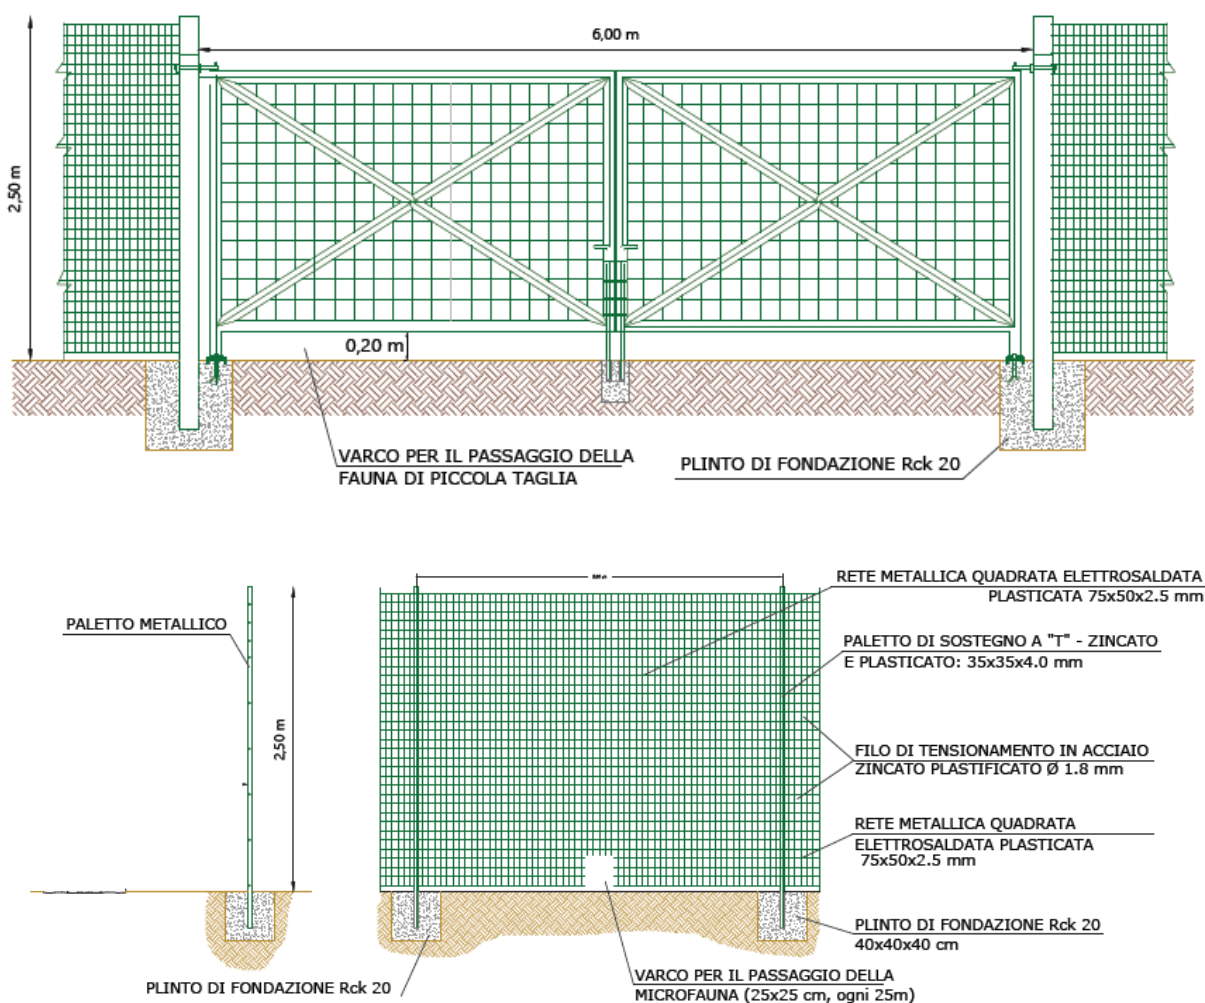 6,00 m
2,50 m
0,20 m
VARCO PER IL PASSAGGIO DELLA
FAUNA DI PICCOLA TAGLIA
PLINTO DI FONDAZIONE Rck 20
RETE METALLICA QUADRATA ELETTROSALDATA
PLASTICATA 75x50x2.5 mm
PALETTO METALLICO
PALETTO DI SOSTEGNO A "T" - ZINCATO
E PLASTICATO: 35x35x4.0 mm
2,50 m
FILO DI TENSIONAMENTO IN ACCIAIO
ZINCATO PLASTIFICATO Ø 1.8 mm
RETE METALLICA QUADRATA
ELETTROSALDATA PLASTICATA
75x50x2.5 mm
PLINTO DI FONDAZIONE Rck 20
40x40x40 cm
PLINTO DI FONDAZIONE Rck 20
VARCO PER IL PASSAGGIO DELLA
MICROFAUNA (25x25 cm, ogni 25m)